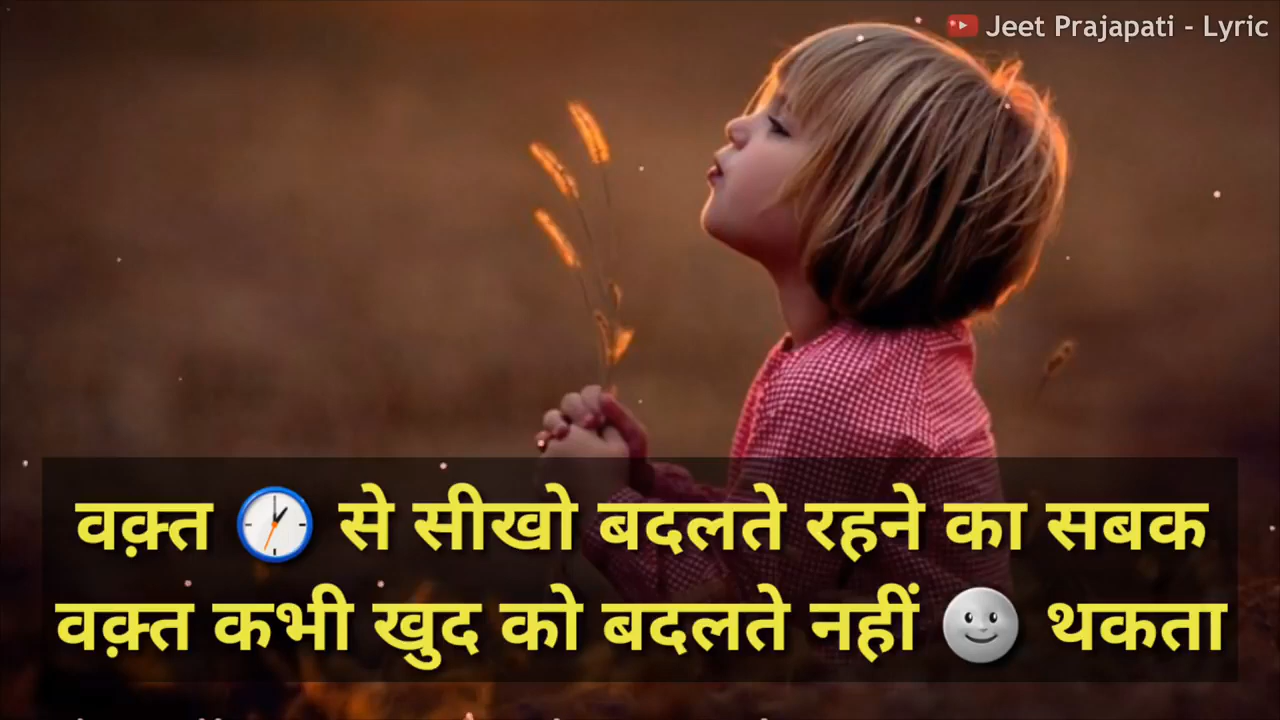 Jeet Prajapati - Lyric
वक़्त 🕐 से सीखो बदलते रहने का सबक
वक़्त कभी खुद को बदलते नहीं 🌝 थकता